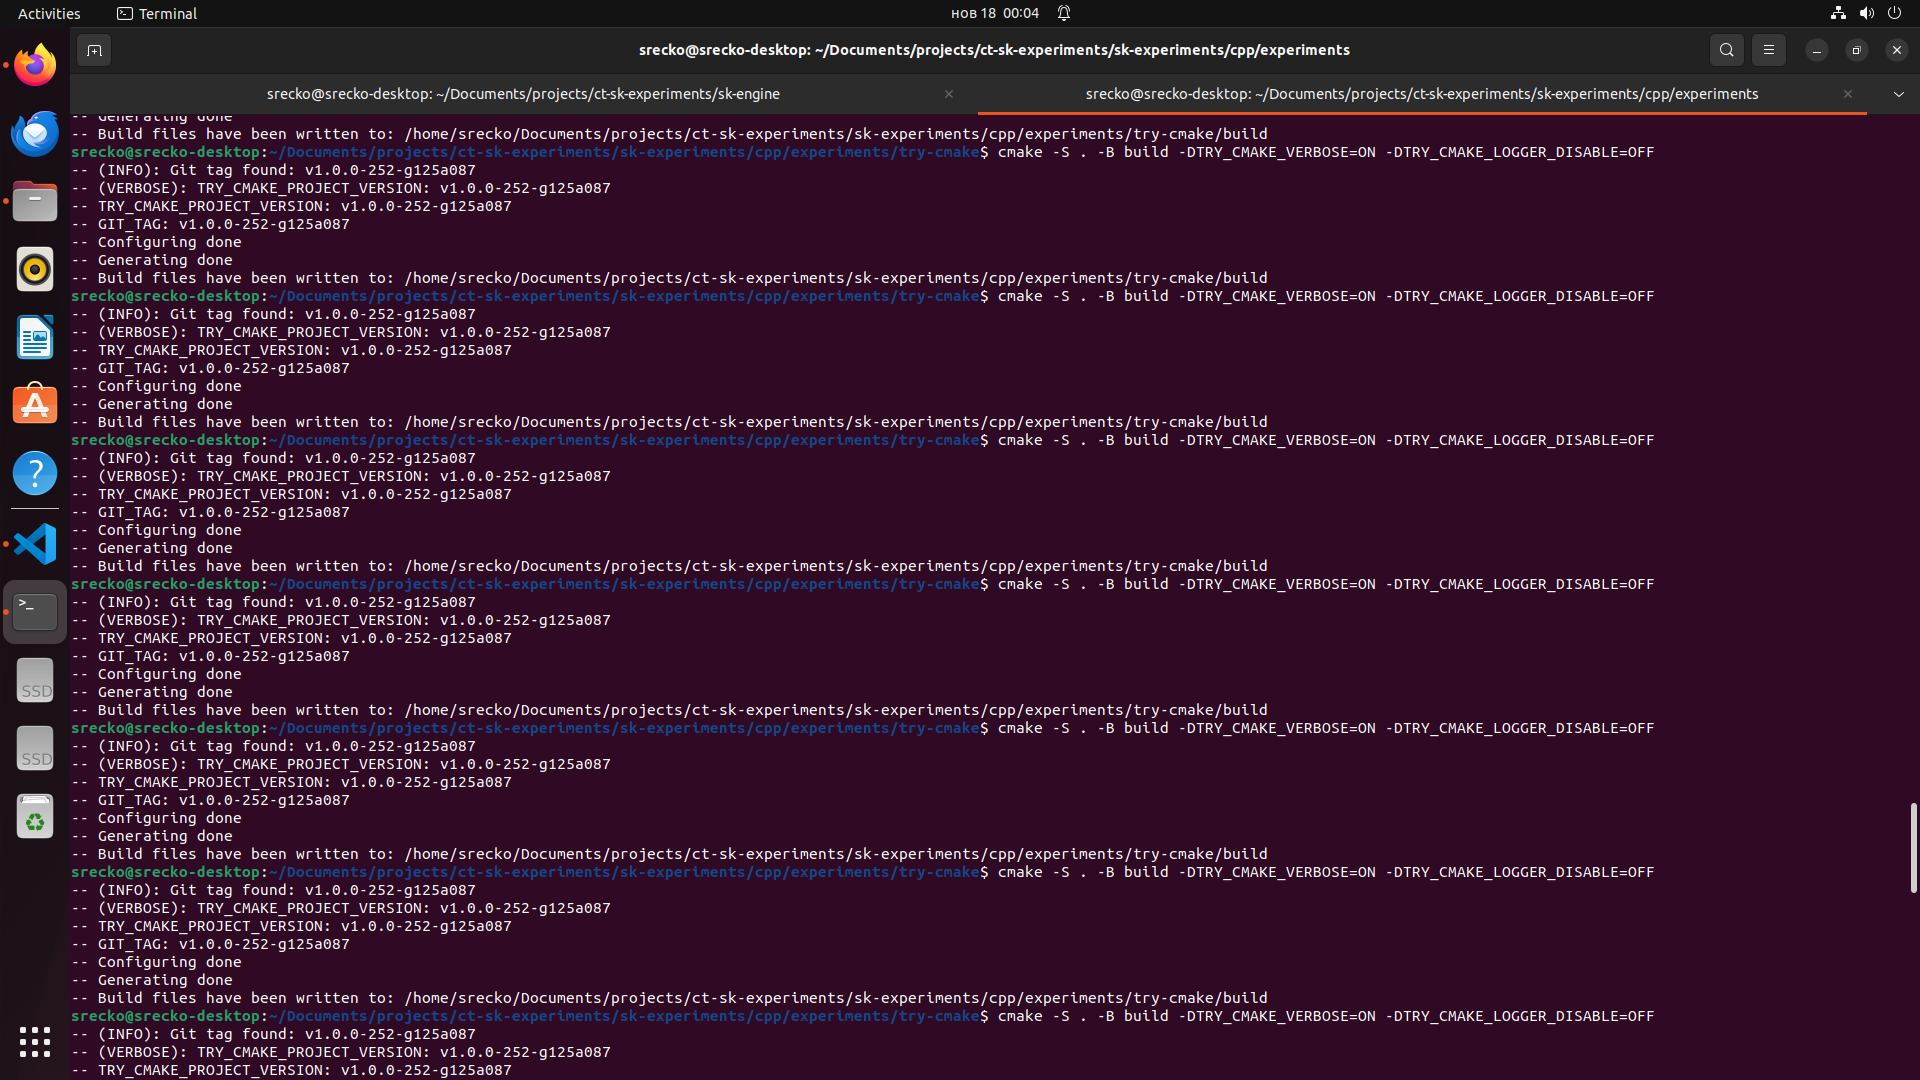 Activities
Terminal
нов 18 00:04
srecko@srecko-desktop: ~/Documents/projects/ct-sk-experiments/sk-experiments/cpp/experiments
srecko@srecko-desktop: ~/Documents/projects/ct-sk-experiments/sk-engine
srecko@srecko-desktop: ~/Documents/projects/ct-sk-experiments/sk-experiments/cpp/experiments
-- Generating done
-- Build files have been written to: /home/srecko/Documents/projects/ct-sk-experiments/sk-experiments/cpp/experiments/try-cmake/build
srecko@srecko-desktop:~/Documents/projects/ct-sk-experiments/sk-experiments/cpp/experiments/try-cmake$ cmake -S . -B build -DTRY_CMAKE_VERBOSE=ON -DTRY_CMAKE_LOGGER_DISABLE=OFF
-- (INFO): Git tag found: v1.0.0-252-g125a087
-- (VERBOSE): TRY_CMAKE_PROJECT_VERSION: v1.0.0-252-g125a087
-- TRY_CMAKE_PROJECT_VERSION: v1.0.0-252-g125a087
-- GIT_TAG: v1.0.0-252-g125a087
-- Configuring done
-- Generating done
-- Build files have been written to: /home/srecko/Documents/projects/ct-sk-experiments/sk-experiments/cpp/experiments/try-cmake/build
srecko@srecko-desktop:~/Documents/projects/ct-sk-experiments/sk-experiments/cpp/experiments/try-cmake$ cmake -S . -B build -DTRY_CMAKE_VERBOSE=ON -DTRY_CMAKE_LOGGER_DISABLE=OFF
-- (INFO): Git tag found: v1.0.0-252-g125a087
-- (VERBOSE): TRY_CMAKE_PROJECT_VERSION: v1.0.0-252-g125a087
-- TRY_CMAKE_PROJECT_VERSION: v1.0.0-252-g125a087
-- GIT_TAG: v1.0.0-252-g125a087
-- Configuring done
-- Generating done
-- Build files have been written to: /home/srecko/Documents/projects/ct-sk-experiments/sk-experiments/cpp/experiments/try-cmake/build
srecko@srecko-desktop:~/Documents/projects/ct-sk-experiments/sk-experiments/cpp/experiments/try-cmake$ cmake -S . -B build -DTRY_CMAKE_VERBOSE=ON -DTRY_CMAKE_LOGGER_DISABLE=OFF
-- (INFO): Git tag found: v1.0.0-252-g125a087
-- (VERBOSE): TRY_CMAKE_PROJECT_VERSION: v1.0.0-252-g125a087
-- TRY_CMAKE_PROJECT_VERSION: v1.0.0-252-g125a087
-- GIT_TAG: v1.0.0-252-g125a087
-- Configuring done
-- Generating done
-- Build files have been written to: /home/srecko/Documents/projects/ct-sk-experiments/sk-experiments/cpp/experiments/try-cmake/build
srecko@srecko-desktop:~/Documents/projects/ct-sk-experiments/sk-experiments/cpp/experiments/try-cmake$ cmake -S . -B build -DTRY_CMAKE_VERBOSE=ON -DTRY_CMAKE_LOGGER_DISABLE=OFF
-- (INFO): Git tag found: v1.0.0-252-g125a087
-- (VERBOSE): TRY_CMAKE_PROJECT_VERSION: v1.0.0-252-g125a087
-- TRY_CMAKE_PROJECT_VERSION: v1.0.0-252-g125a087
-- GIT_TAG: v1.0.0-252-g125a087
-- Configuring done
-- Generating done
-- Build files have been written to: /home/srecko/Documents/projects/ct-sk-experiments/sk-experiments/cpp/experiments/try-cmake/build
srecko@srecko-desktop:~/Documents/projects/ct-sk-experiments/sk-experiments/cpp/experiments/try-cmake$ cmake -S . -B build -DTRY_CMAKE_VERBOSE=ON -DTRY_CMAKE_LOGGER_DISABLE=OFF
-- (INFO): Git tag found: v1.0.0-252-g125a087
-- (VERBOSE): TRY_CMAKE_PROJECT_VERSION: v1.0.0-252-g125a087
-- TRY_CMAKE_PROJECT_VERSION: v1.0.0-252-g125a087
-- GIT_TAG: v1.0.0-252-g125a087
-- Configuring done
-- Generating done
-- Build files have been written to: /home/srecko/Documents/projects/ct-sk-experiments/sk-experiments/cpp/experiments/try-cmake/build
srecko@srecko-desktop:~/Documents/projects/ct-sk-experiments/sk-experiments/cpp/experiments/try-cmake$ cmake -S . -B build -DTRY_CMAKE_VERBOSE=ON -DTRY_CMAKE_LOGGER_DISABLE=OFF
-- (INFO): Git tag found: v1.0.0-252-g125a087
-- (VERBOSE): TRY_CMAKE_PROJECT_VERSION: v1.0.0-252-g125a087
-- TRY_CMAKE_PROJECT_VERSION: v1.0.0-252-g125a087
-- GIT_TAG: v1.0.0-252-g125a087
-- Configuring done
-- Generating done
-- Build files have been written to: /home/srecko/Documents/projects/ct-sk-experiments/sk-experiments/cpp/experiments/try-cmake/build
srecko@srecko-desktop:~/Documents/projects/ct-sk-experiments/sk-experiments/cpp/experiments/try-cmake$ cmake -S . -B build -DTRY_CMAKE_VERBOSE=ON -DTRY_CMAKE_LOGGER_DISABLE=OFF
-- (INFO): Git tag found: v1.0.0-252-g125a087
-- (VERBOSE): TRY_CMAKE_PROJECT_VERSION: v1.0.0-252-g125a087
-- TRY_CMAKE_PROJECT_VERSION: v1.0.0-252-g125a087
SSD
SSD